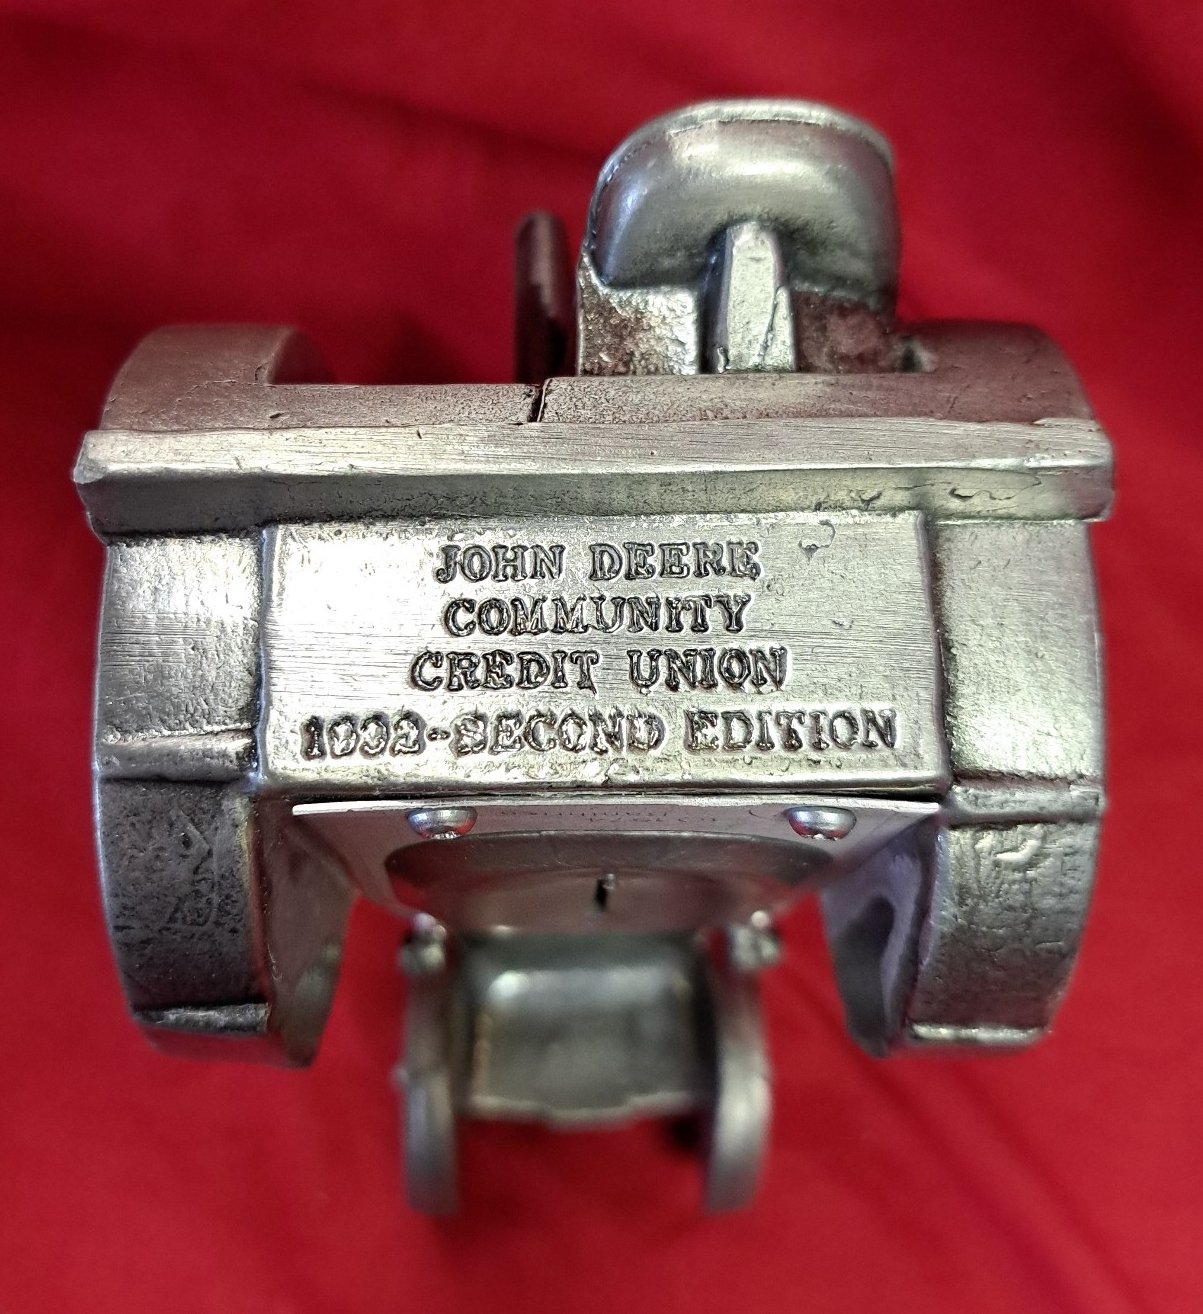 JOHN DEERE
COMMUNITY
CREDIT UNION
1992-SECOND EDITION